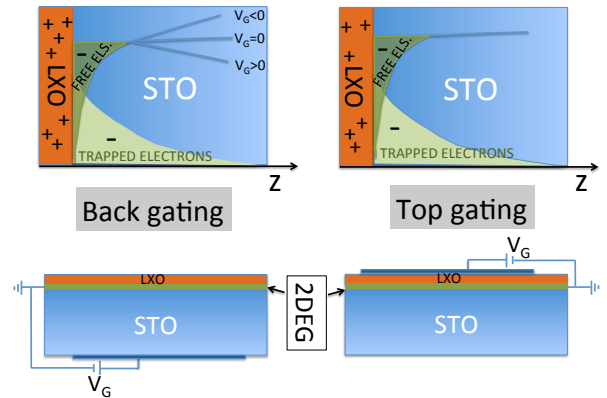 V_G<0
V_G=0
V_G>0
+ +
+ + +
+
LXO
+ +
+ +
+ +
-
FREE ELS.
STO
-
TRAPPED ELECTRONS
Z
Back gating
+ +
+ + +
+
LXO
+ +
+ +
+ +
-
FREE ELS.
STO
-
TRAPPED ELECTRONS
Z
Top gating
LXO
STO
V_G
2DEG
V_G
LXO
STO